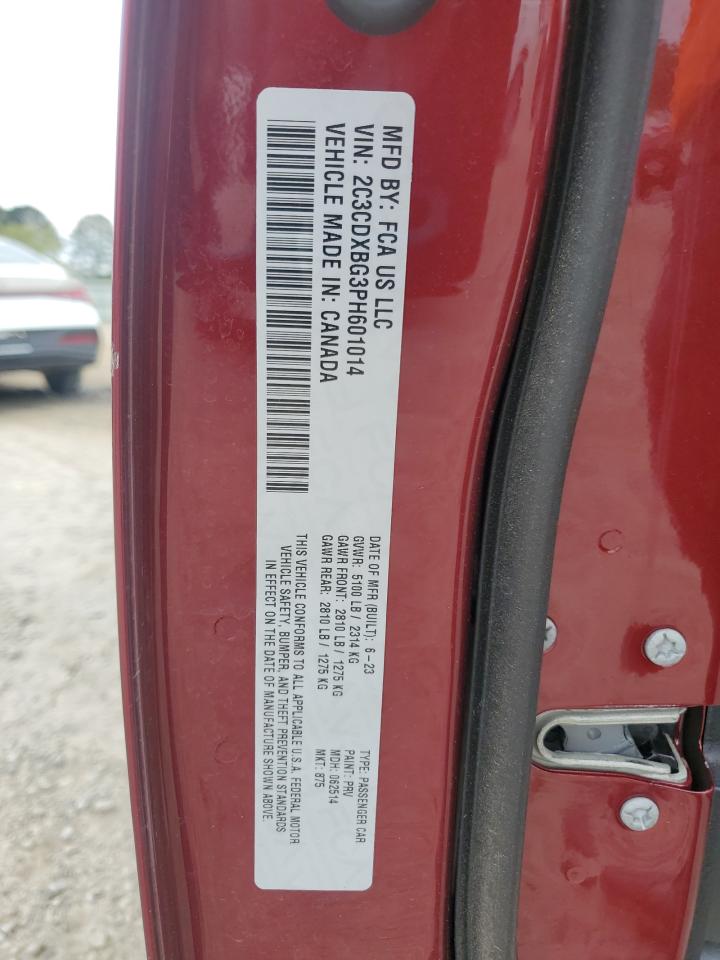 MFD BY: FCA US LLC
VIN: 2C3CDXBG3PH601014
VEHICLE MADE IN: CANADA
DATE OF MFR (BUILT): 6-23
GVWR: 5100 LB / 2314 KG
GAWR FRONT: 2810 LB / 1275 KG
GAWR REAR: 2810 LB / 1275 KG
THIS VEHICLE CONFORMS TO ALL APPLICABLE U.S.A. FEDERAL MOTOR
VEHICLE SAFETY, BUMPER, AND THEFT PREVENTION STANDARDS
IN EFFECT ON THE DATE OF MANUFACTURE SHOWN ABOVE.
TYPE: PASSENGER CAR
PAINT: PRV
MDH: 062514
MKT: 875